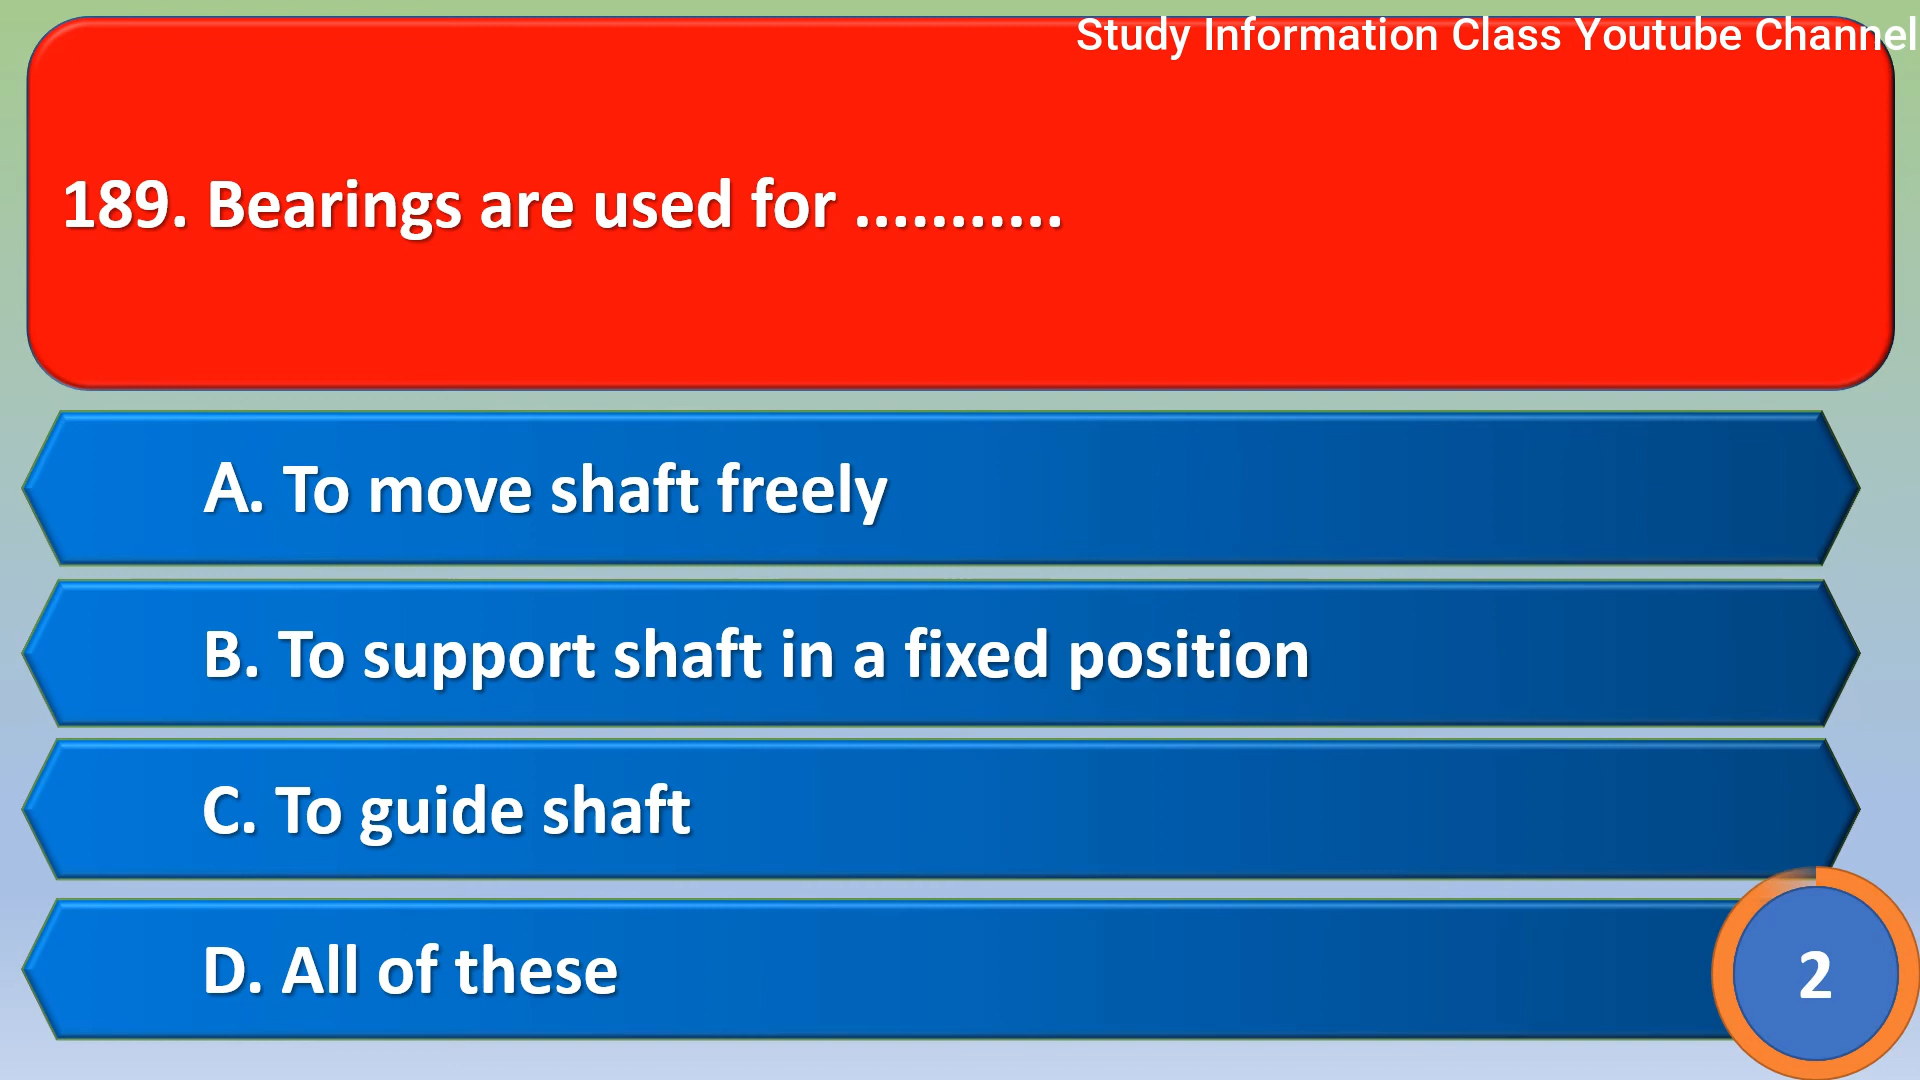 Study Information Class Youtube Channel
189. Bearings are used for ...........
A. To move shaft freely
B. To support shaft in a fixed position
C. To guide shaft
D. All of these
2